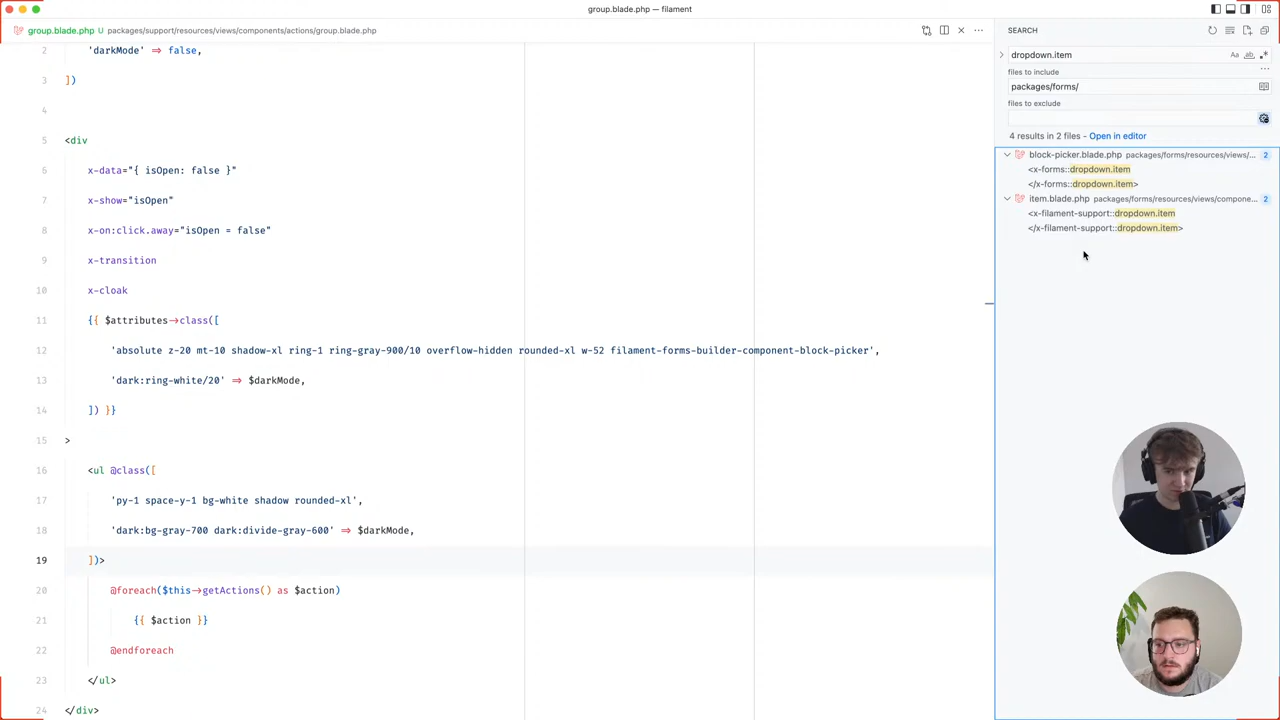 group.blade.php — filament
group.blade.php U packages/support/resources/views/components/actions/group.blade.php
2 'darkMode' => false,
3 ])
4
5 <div
6 x-data="{ isOpen: false }"
7 x-show="isOpen"
8 x-on:click.away="isOpen = false"
9 x-transition
10 x-cloak
11 {{ $attributes->class([
12 'absolute z-20 mt-10 shadow-xl ring-1 ring-gray-900/10 overflow-hidden rounded-xl w-52 filament-forms-builder-component-block-picker',
13 'dark:ring-white/20' => $darkMode,
14 ]) }}
15 >
16 <ul @class([
17 'py-1 space-y-1 bg-white shadow rounded-xl',
18 'dark:bg-gray-700 dark:divide-gray-600' => $darkMode,
19 ])>
20 @foreach($this->getActions() as $action)
21 {{ $action }}
22 @endforeach
23 </ul>
24 </div>
SEARCH
dropdown.item Aa ab .*
files to include
packages/forms/
files to exclude
4 results in 2 files - Open in editor
block-picker.blade.php packages/forms/resources/views/... 2
<x-forms::dropdown.item
</x-forms::dropdown.item>
item.blade.php packages/forms/resources/views/compone... 2
<x-filament-support::dropdown.item
</x-filament-support::dropdown.item>